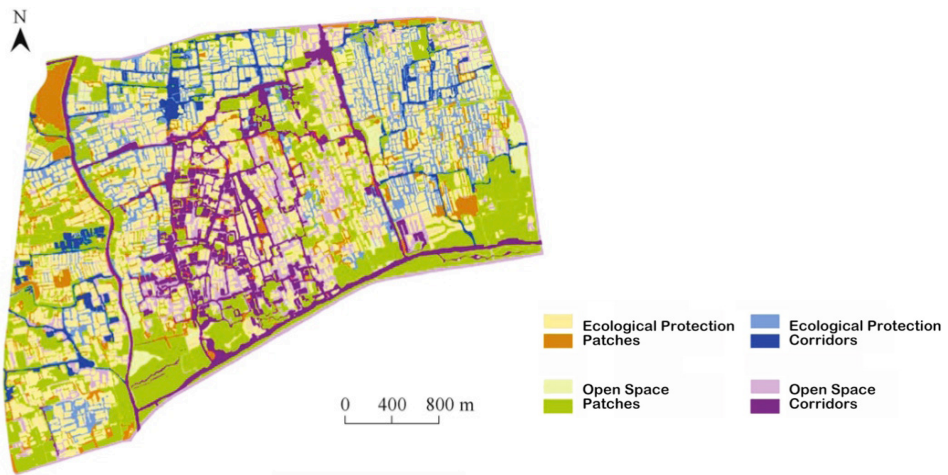 N
0 400 800 m
Ecological Protection
Patches
Ecological Protection
Corridors
Open Space
Patches
Open Space
Corridors